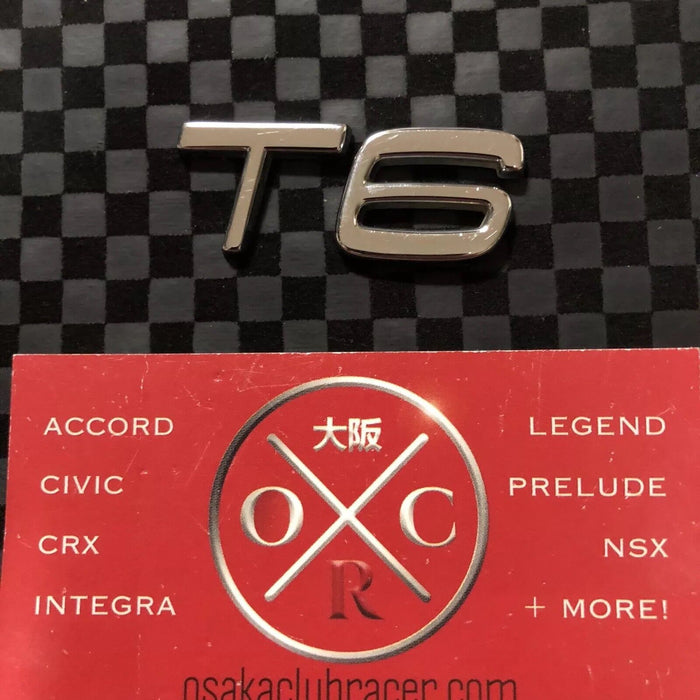 T6
ACCORD
CIVIC
CRX
INTEGRA
大阪
O C
R
LEGEND
PRELUDE
NSX
+ MORE!
osakaclubracer.com